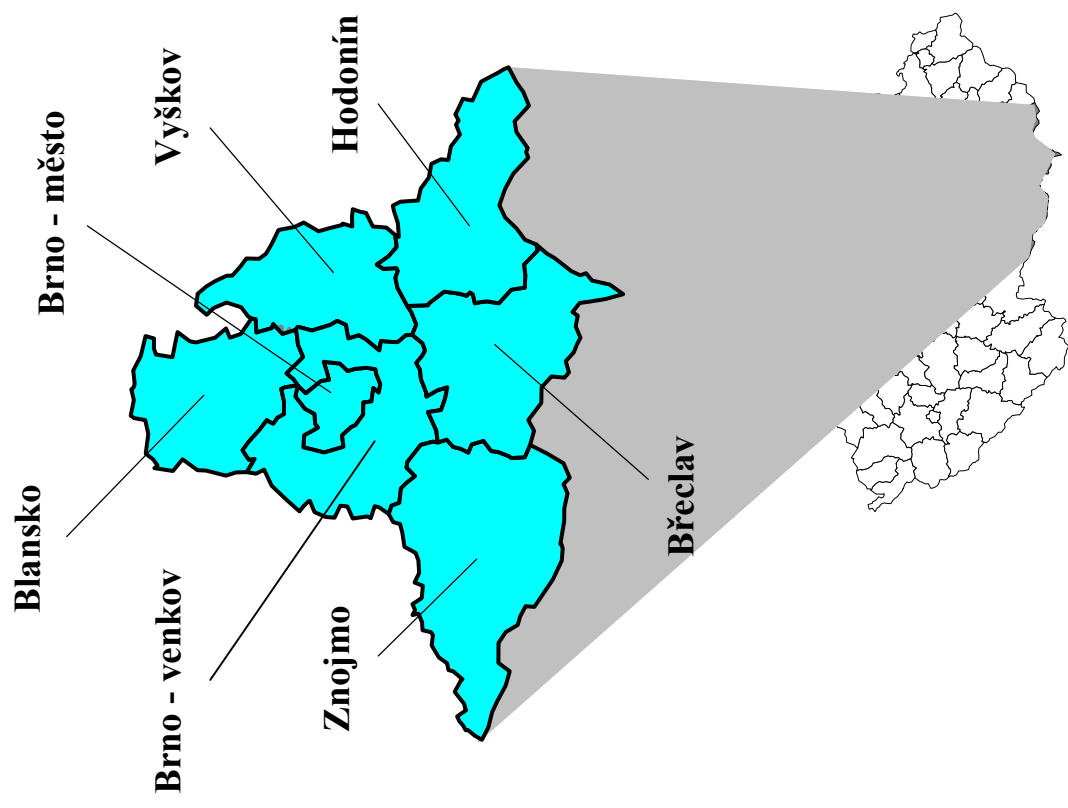 Blansko
Brno - město
Brno - venkov
Vyškov
Znojmo
Hodonín
Břeclav